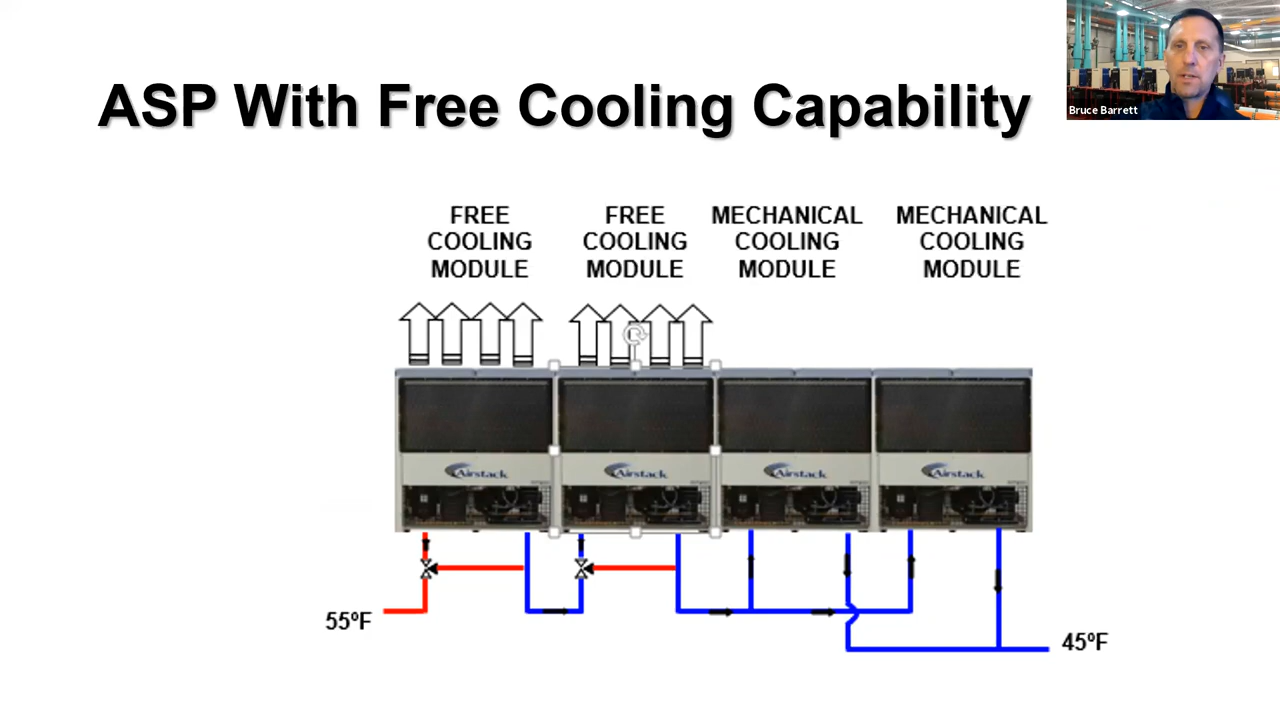 ASP With Free Cooling Capability
Bruce Barrett
FREE
COOLING
MODULE
FREE
COOLING
MODULE
MECHANICAL
COOLING
MODULE
MECHANICAL
COOLING
MODULE
Airstack
Airstack
Airstack
Airstack
55ºF
45ºF